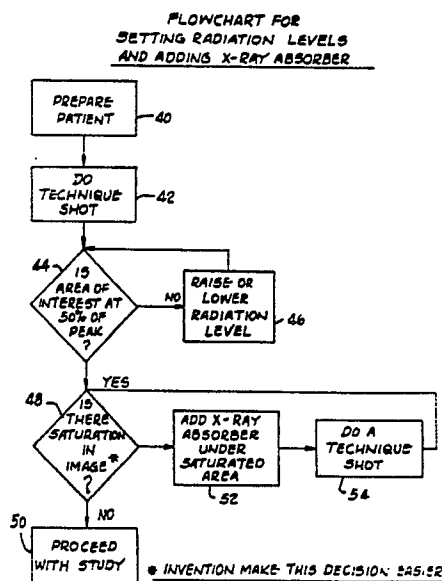 FLOWCHART FOR
SETTING RADIATION LEVELS
AND ADDING X-RAY ABSORBER
PREPARE
PATIENT
40
DO
TECHNIQUE
SHOT
42
44
IS
AREA OF
INTEREST AT
50% OF
PEAK
?
NO
RAISE OR
LOWER
RADIATION
LEVEL
46
YES
48
IS
THERE
SATURATION
IN
IMAGE *
?
ADD X-RAY
ABSORBER
UNDER
SATURATED
AREA
52
DO A
TECHNIQUE
SHOT
54
NO
50
PROCEED
WITH STUDY
* INVENTION MAKE THIS DECISION EASIER